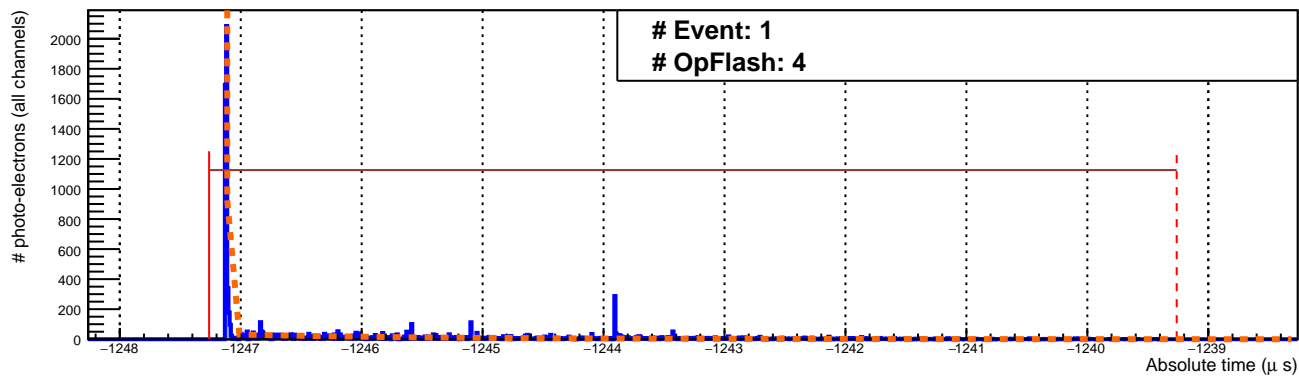 # Event: 1
# OpFlash: 4
# photo-electrons (all channels)
2000
1800
1600
1400
1200
1000
800
600
400
200
0
−1248 −1247 −1246 −1245 −1244 −1243 −1242 −1241 −1240 −1239
Absolute time (μ s)